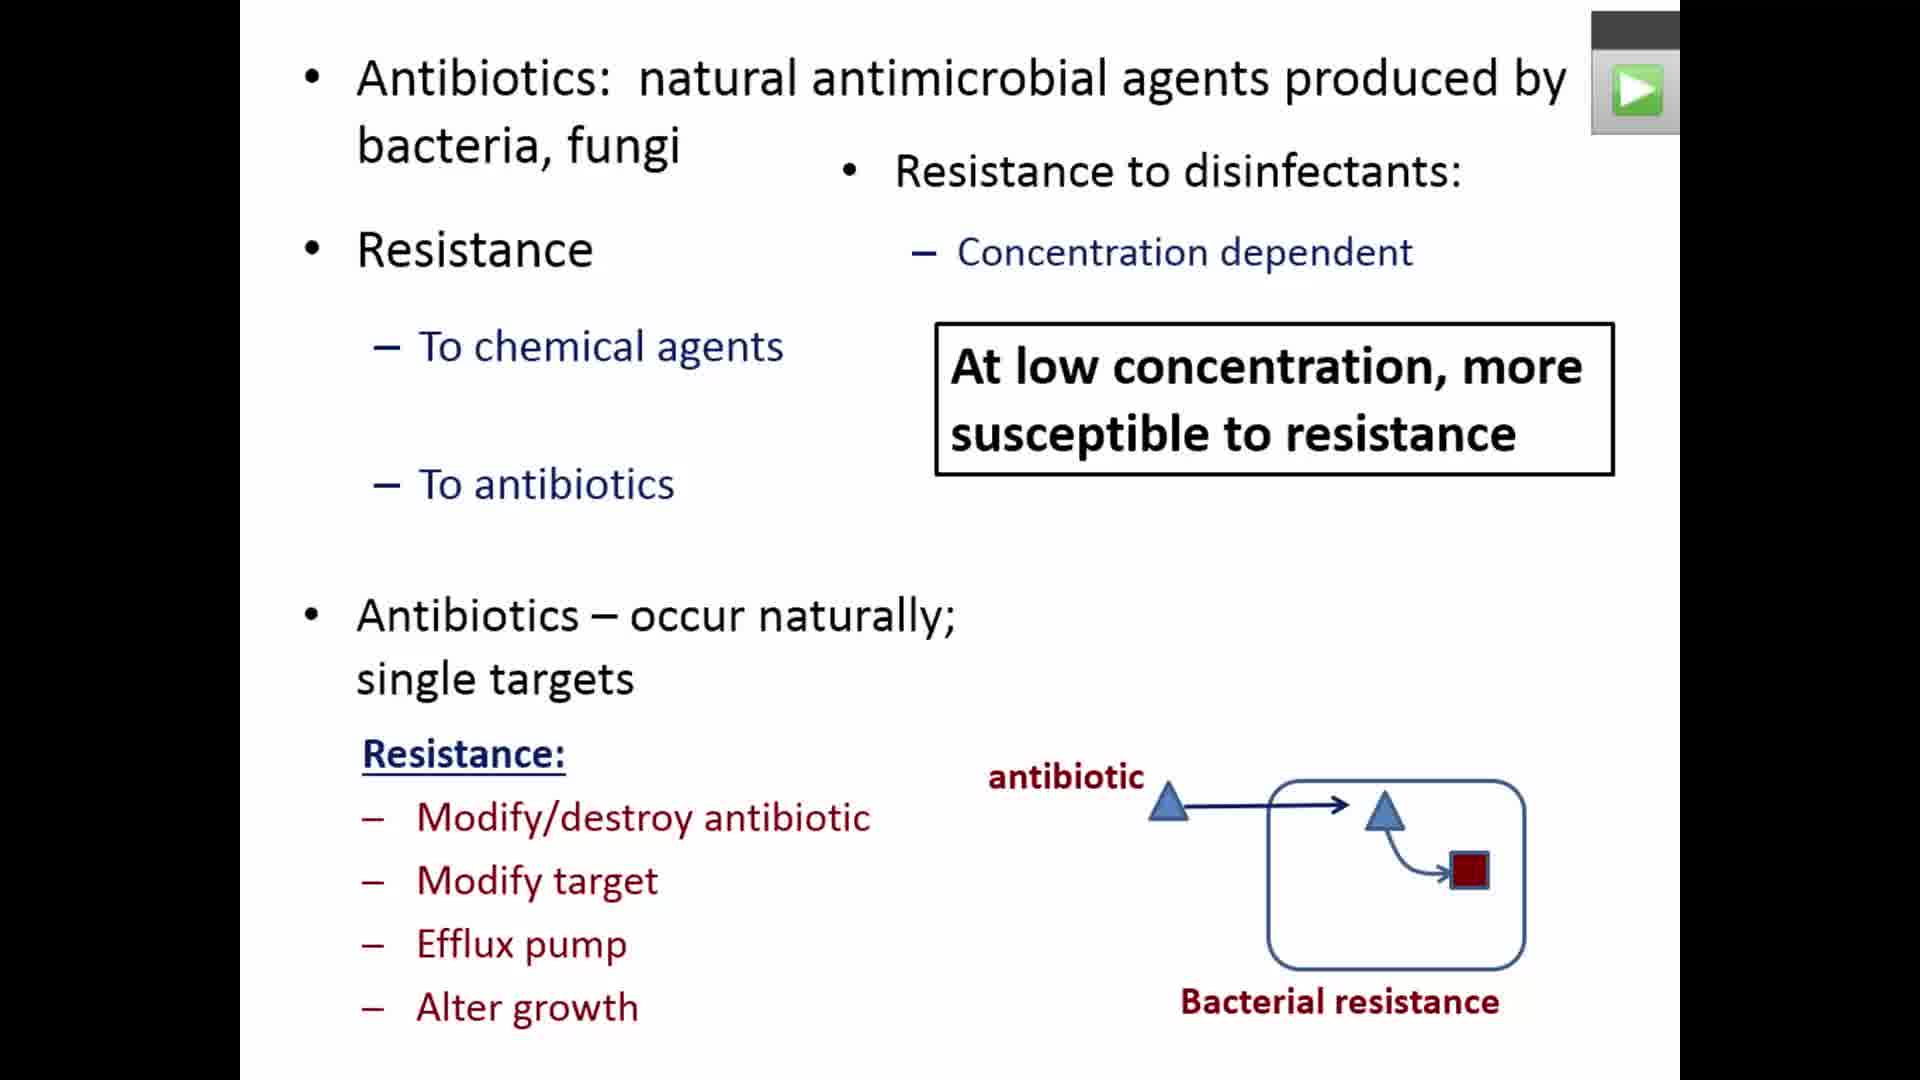 • Antibiotics: natural antimicrobial agents produced by
bacteria, fungi
• Resistance
– To chemical agents
– To antibiotics
• Resistance to disinfectants:
– Concentration dependent
At low concentration, more
susceptible to resistance
• Antibiotics – occur naturally;
single targets
Resistance:
– Modify/destroy antibiotic
– Modify target
– Efflux pump
– Alter growth
antibiotic
Bacterial resistance